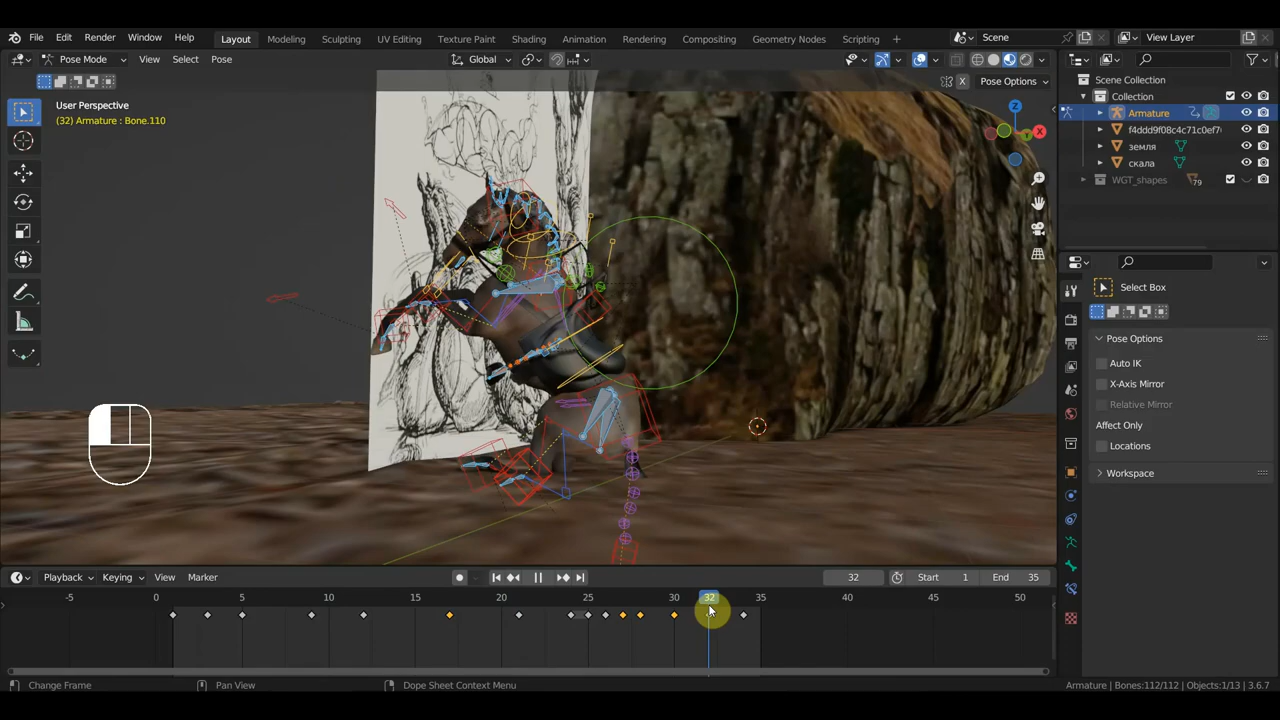 File Edit Render Window Help Layout Modeling Sculpting UV Editing Texture Paint Shading Animation Rendering Compositing Geometry Nodes Scripting + Scene View Layer
Pose Mode View Select Pose Global
X Pose Options
User Perspective
(32) Armature : Bone.110
Z
X
Y
Scene Collection
Collection
Armature
f4ddd9f08c4c71c0ef7
земля
скала
WGT_shapes 79
Select Box
Pose Options
Auto IK
X-Axis Mirror
Relative Mirror
Affect Only
Locations
Workspace
Playback Keying View Marker 32 Start 1 End 35
-5 0 5 10 15 20 25 30 32 35 40 45 50
Change Frame Pan View Dope Sheet Context Menu Armature | Bones:112/112 | Objects:1/13 | 3.6.7